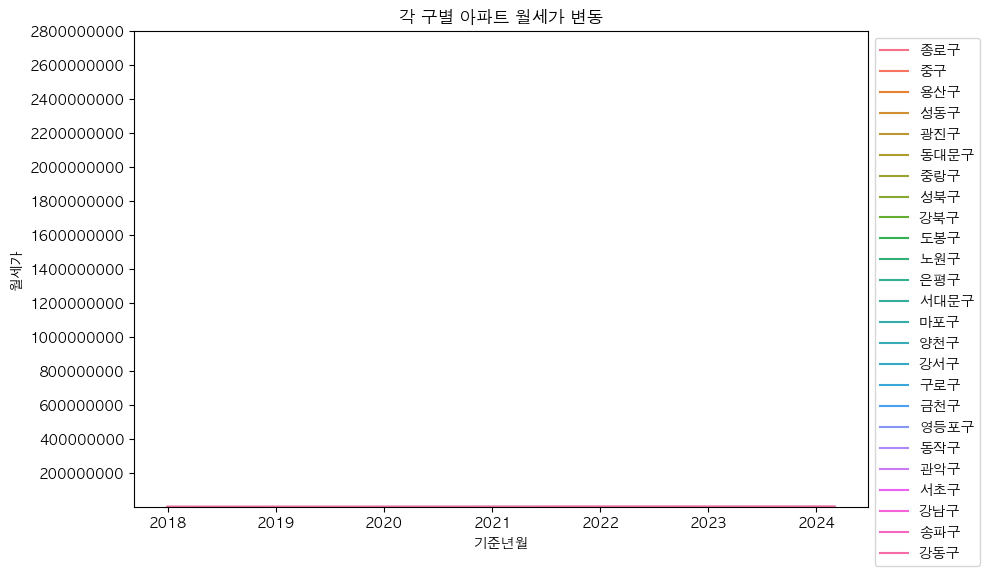 각 구별 아파트 월세가 변동
월세가
2800000000
2600000000
2400000000
2200000000
2000000000
1800000000
1600000000
1400000000
1200000000
1000000000
800000000
600000000
400000000
200000000
2018
2019
2020
2021
2022
2023
2024
기준년월
종로구
중구
용산구
성동구
광진구
동대문구
중랑구
성북구
강북구
도봉구
노원구
은평구
서대문구
마포구
양천구
강서구
구로구
금천구
영등포구
동작구
관악구
서초구
강남구
송파구
강동구